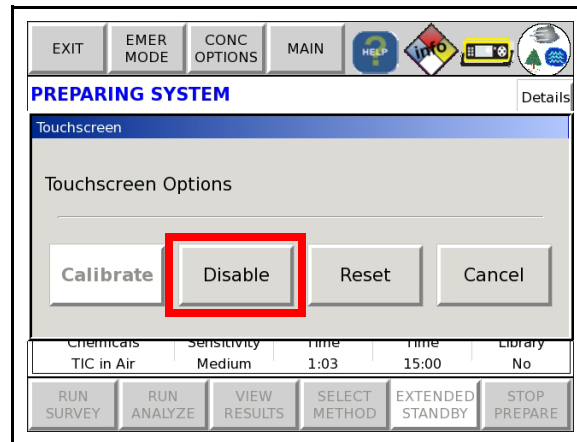 EXIT
EMER
MODE
CONC
OPTIONS
MAIN
HELP
info
PREPARING SYSTEM
Details
Touchscreen
Touchscreen Options
Calibrate
Disable
Reset
Cancel
Chemicals Sensitivity Time Time Library
TIC in Air Medium 1:03 15:00 No
RUN
SURVEY
RUN
ANALYZE
VIEW
RESULTS
SELECT
METHOD
EXTENDED
STANDBY
STOP
PREPARE